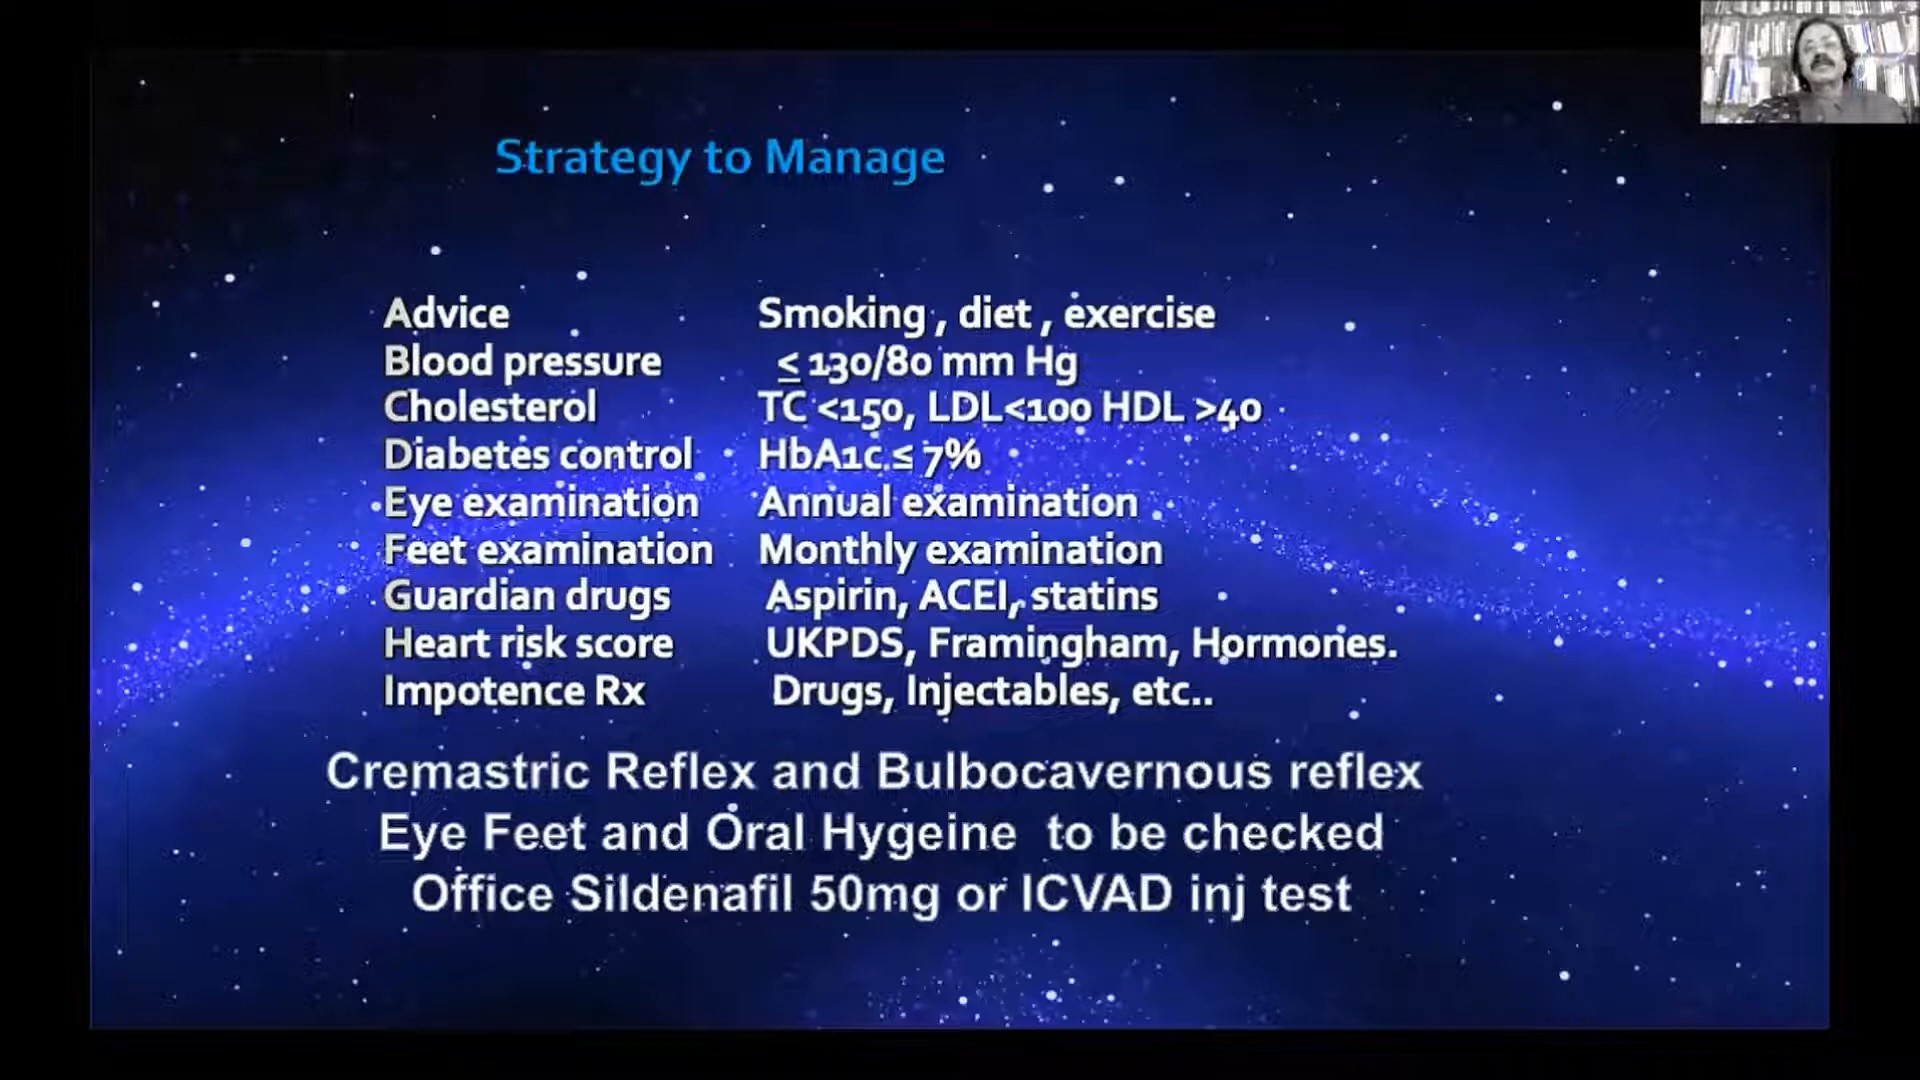 Strategy to Manage
Advice Smoking , diet , exercise
Blood pressure ≤ 130/80 mm Hg
Cholesterol TC <150, LDL<100 HDL >40
Diabetes control HbA1c ≤ 7%
Eye examination Annual examination
Feet examination Monthly examination
Guardian drugs Aspirin, ACEI, statins
Heart risk score UKPDS, Framingham, Hormones.
Impotence Rx Drugs, Injectables, etc..
Cremastric Reflex and Bulbocavernous reflex
Eye Feet and Oral Hygeine to be checked
Office Sildenafil 50mg or ICVAD inj test